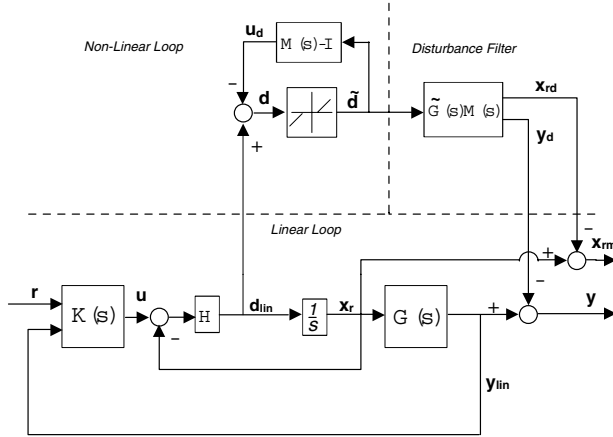 Non-Linear Loop
u_d
M(s)-I
Disturbance Filter
−
d
d̃
+
G̃(s)M(s)
x_rd
y_d
Linear Loop
−
+
x_rm
−
r
K(s)
u
−
H
d_lin
1/s
x_r
G(s)
+
y
y_lin